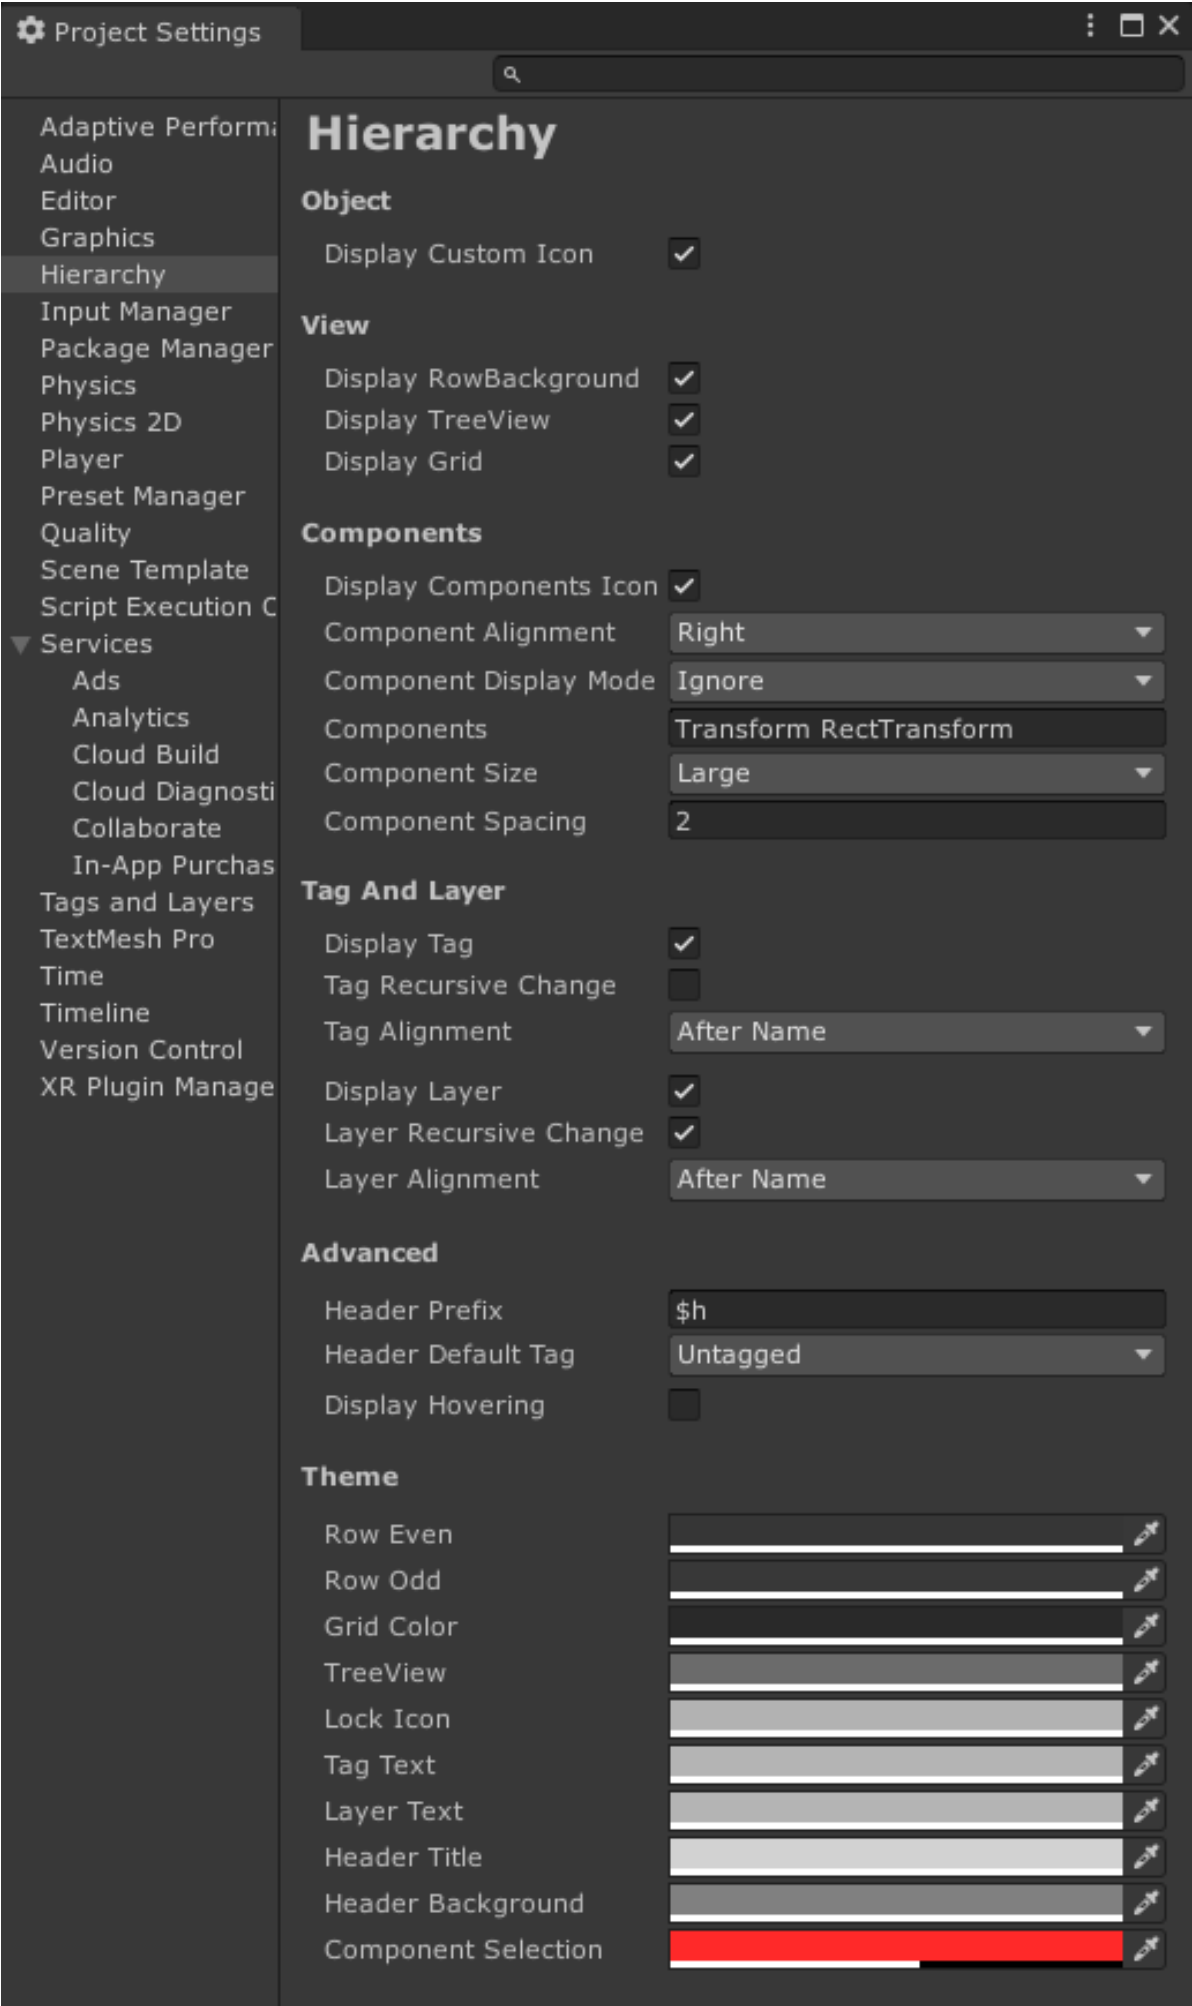 Project Settings
Adaptive Performa
Audio
Editor
Graphics
Hierarchy
Input Manager
Package Manager
Physics
Physics 2D
Player
Preset Manager
Quality
Scene Template
Script Execution O
Services
Ads
Analytics
Cloud Build
Cloud Diagnosti
Collaborate
In-App Purchas
Tags and Layers
TextMesh Pro
Time
Timeline
Version Control
XR Plugin Manage
Hierarchy
Object
Display Custom Icon
View
Display RowBackground
Display TreeView
Display Grid
Components
Display Components Icon
Component Alignment Right
Component Display Mode Ignore
Components Transform RectTransform
Component Size Large
Component Spacing 2
Tag And Layer
Display Tag
Tag Recursive Change
Tag Alignment After Name
Display Layer
Layer Recursive Change
Layer Alignment After Name
Advanced
Header Prefix $h
Header Default Tag Untagged
Display Hovering
Theme
Row Even
Row Odd
Grid Color
TreeView
Lock Icon
Tag Text
Layer Text
Header Title
Header Background
Component Selection